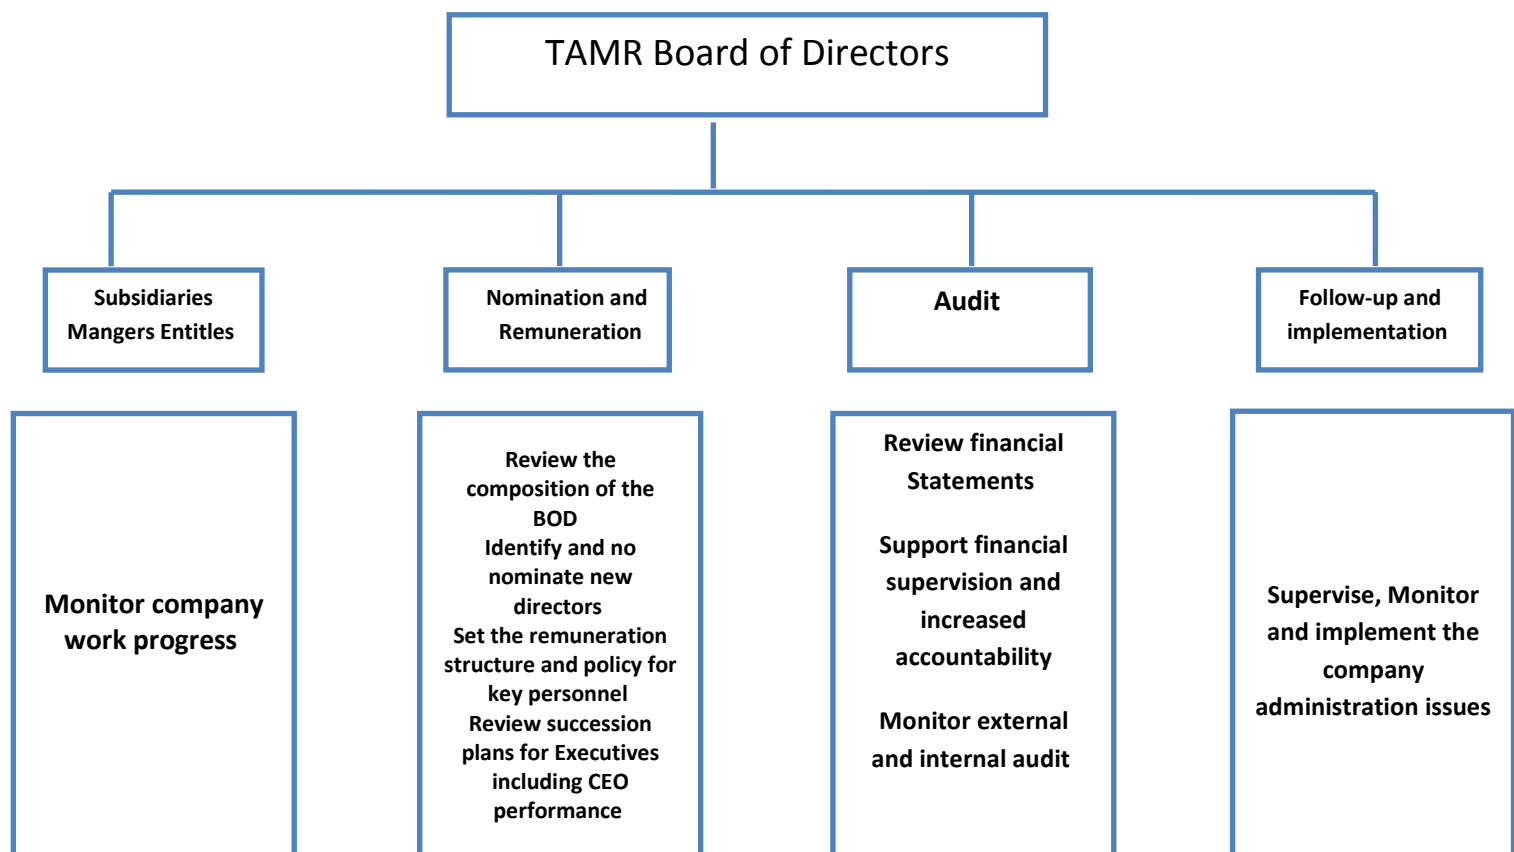 TAMR Board of Directors
Subsidiaries
Mangers Entitles
Nomination and
Remuneration
Audit
Follow-up and
implementation
Monitor company
work progress
Review the
composition of the
BOD
Identify and no
nominate new
directors
Set the remuneration
structure and policy for
key personnel
Review succession
plans for Executives
including CEO
performance
Review financial
Statements
Support financial
supervision and
increased
accountability
Monitor external
and internal audit
Supervise, Monitor
and implement the
company
administration issues